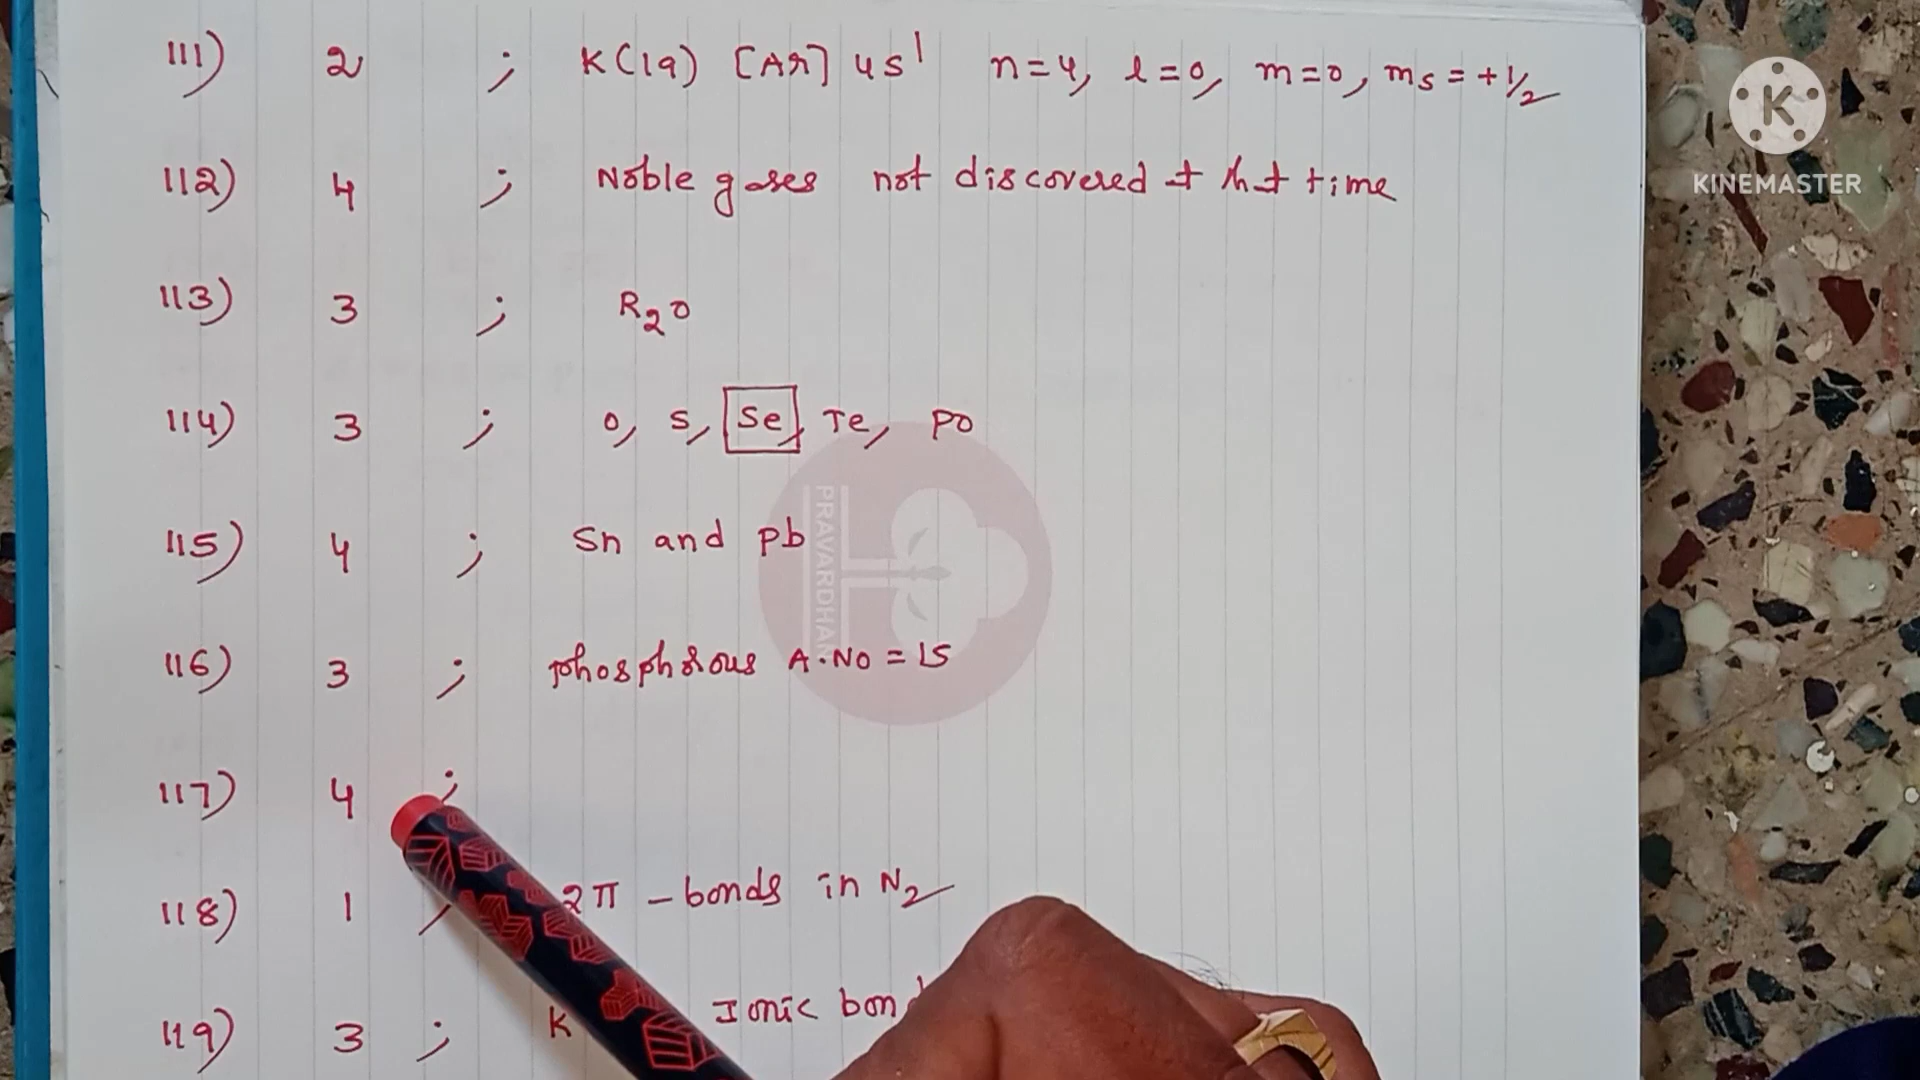 111) 2 ; K(19) [Ar] 4s¹ n=4, l=0, m=0, ms = +1/2
112) 4 ; Noble gases not discovered at that time
113) 3 ; R₂O
114) 3 ; O, S, Se, Te, Po
115) 4 ; Sn and Pb
116) 3 ; phosphorous A.No = 15
117) 4 ;
118) 1 ; 2π - bonds in N₂
119) 3 ; K Ionic bond
KINEMASTER
PRAVARDHAN